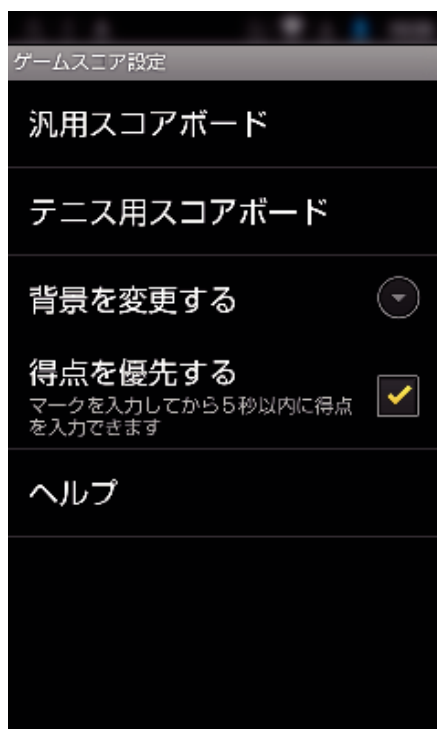 ゲームスコア設定
汎用スコアボード
テニス用スコアボード
背景を変更する
得点を優先する
マークを入力してから５秒以内に得点
を入力できます
ヘルプ